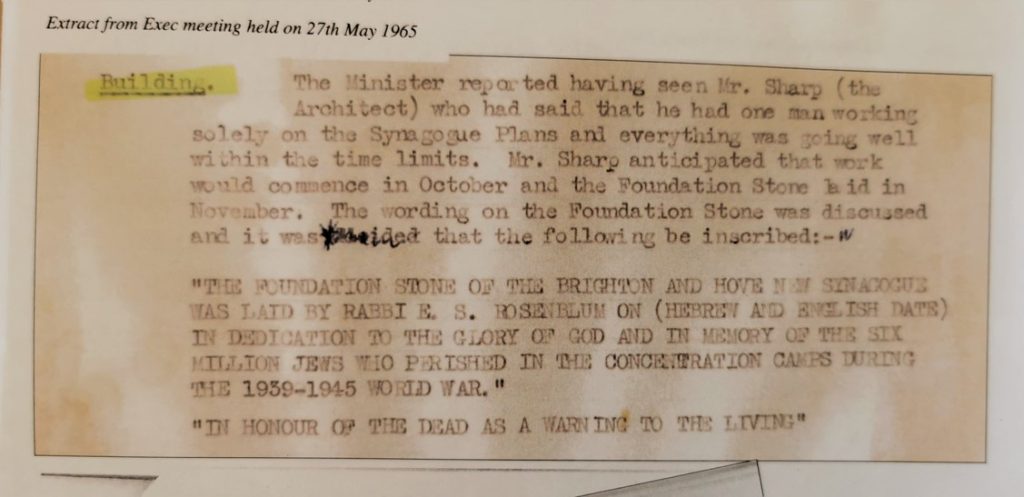 Extract from Exec meeting held on 27th May 1965
Building. The Minister reported having seen Mr. Sharp (the
Architect) who had said that he had one man working
solely on the Synagogue Plans and everything was going well
within the time limits. Mr. Sharp anticipated that work
would commence in October and the Foundation Stone laid in
November. The wording on the Foundation Stone was discussed
and it was decided that the following be inscribed:-
"THE FOUNDATION STONE OF THE BRIGHTON AND HOVE NEW SYNAGOGUE
WAS LAID BY RABBI E. S. ROSENBLUM ON (HEBREW AND ENGLISH DATE)
IN DEDICATION TO THE GLORY OF GOD AND IN MEMORY OF THE SIX
MILLION JEWS WHO PERISHED IN THE CONCENTRATION CAMPS DURING
THE 1939-1945 WORLD WAR."
"IN HONOUR OF THE DEAD AS A WARNING TO THE LIVING"